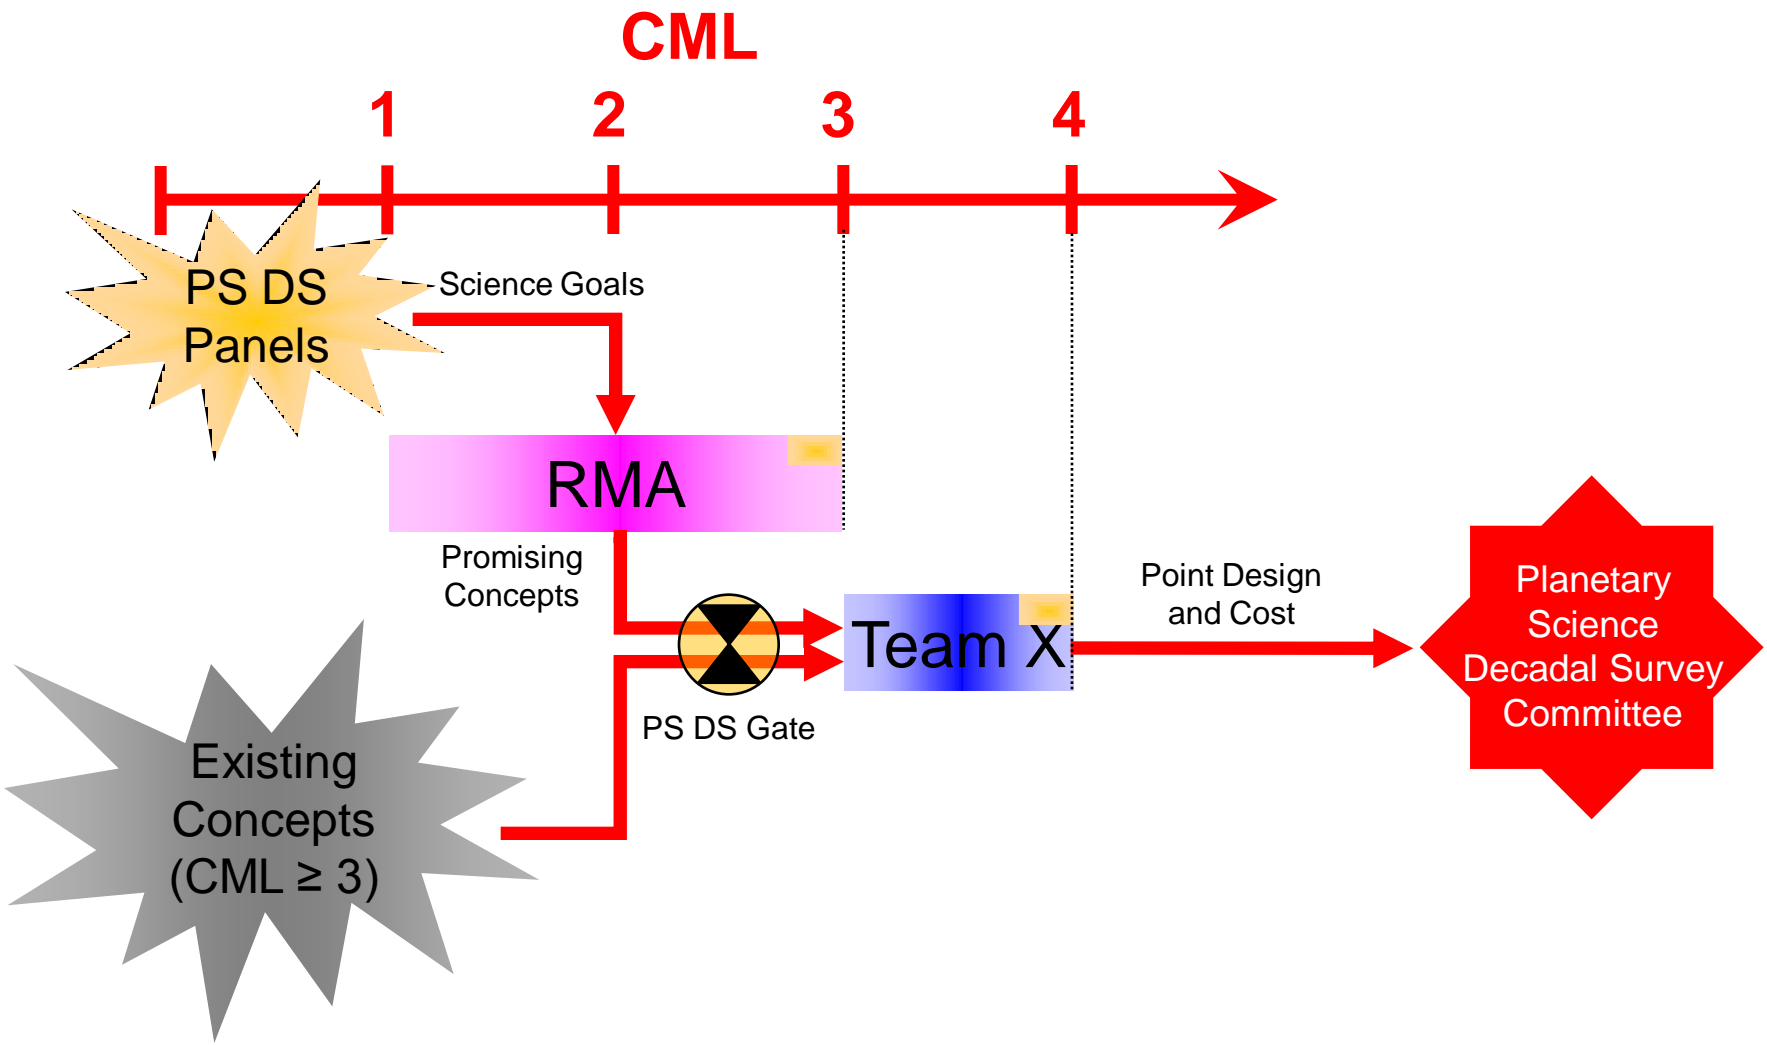 CML
1 2 3 4
PS DS
Panels
Science Goals
RMA
Promising
Concepts
Point Design
and Cost
Team X
PS DS Gate
Planetary
Science
Decadal Survey
Committee
Existing
Concepts
(CML ≥ 3)